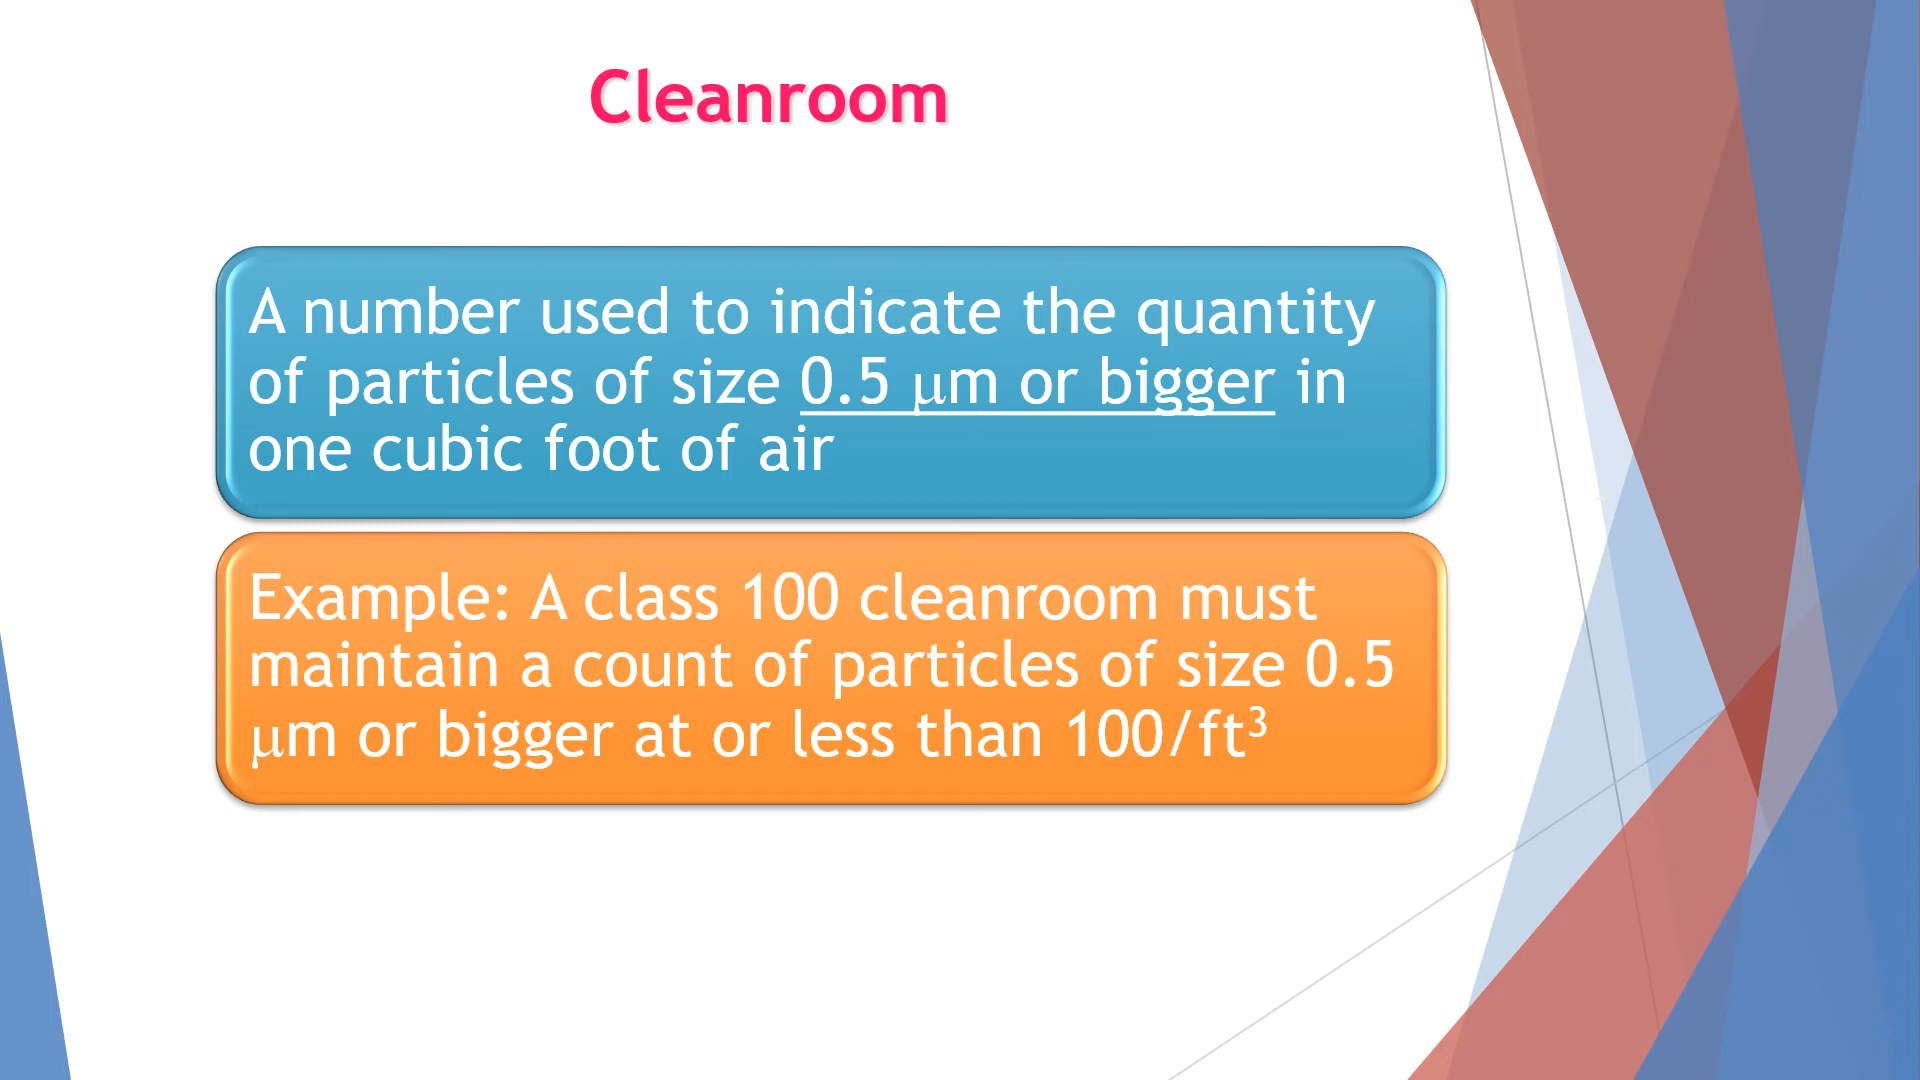 Cleanroom
A number used to indicate the quantity
of particles of size 0.5 μm or bigger in
one cubic foot of air
Example: A class 100 cleanroom must
maintain a count of particles of size 0.5
μm or bigger at or less than 100/ft³